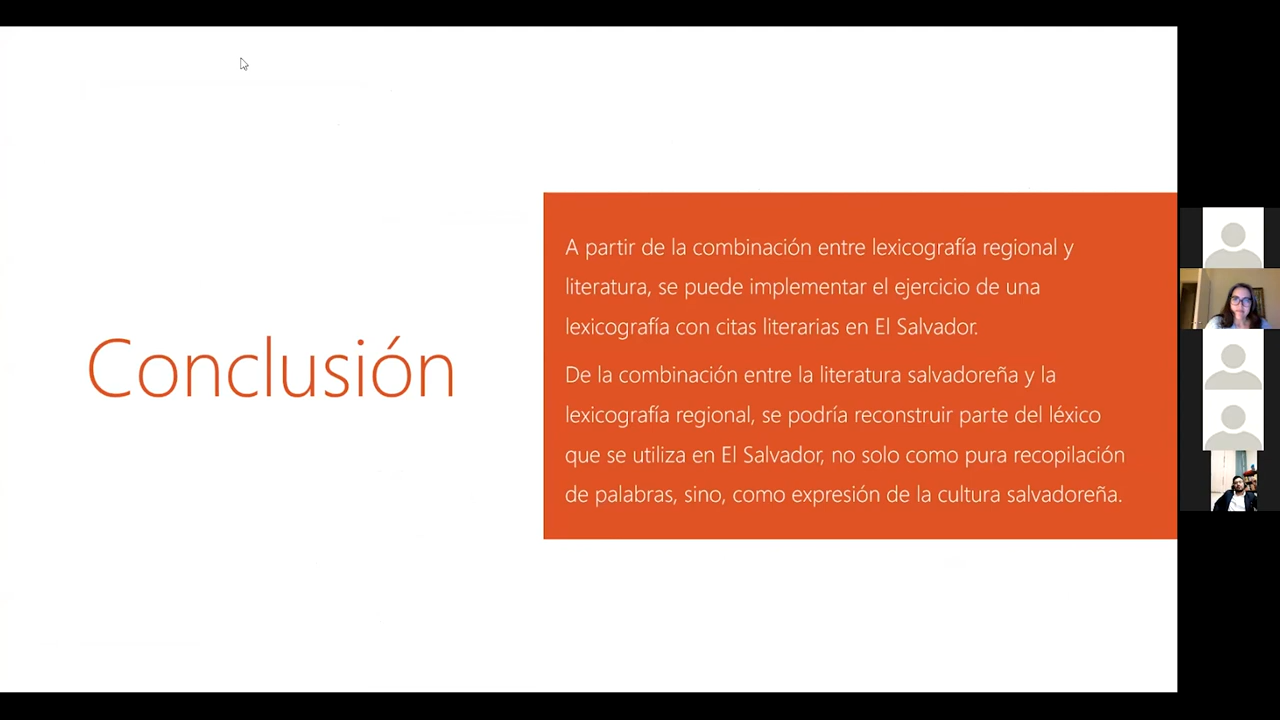 Conclusión
A partir de la combinación entre lexicografía regional y
literatura, se puede implementar el ejercicio de una
lexicografía con citas literarias en El Salvador.
De la combinación entre la literatura salvadoreña y la
lexicografía regional, se podría reconstruir parte del léxico
que se utiliza en El Salvador, no solo como pura recopilación
de palabras, sino, como expresión de la cultura salvadoreña.